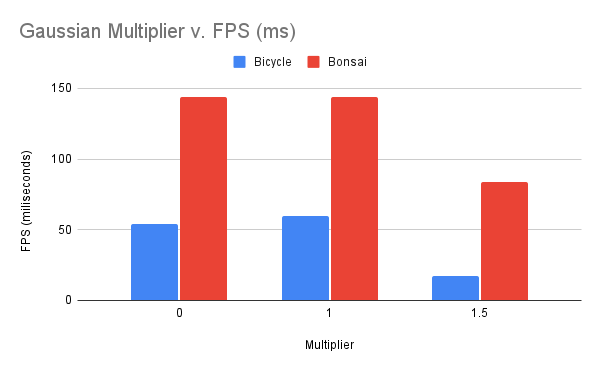 Gaussian Multiplier v. FPS (ms)
Bicycle Bonsai
150
100
50
0
FPS (miliseconds)
0 1 1.5
Multiplier